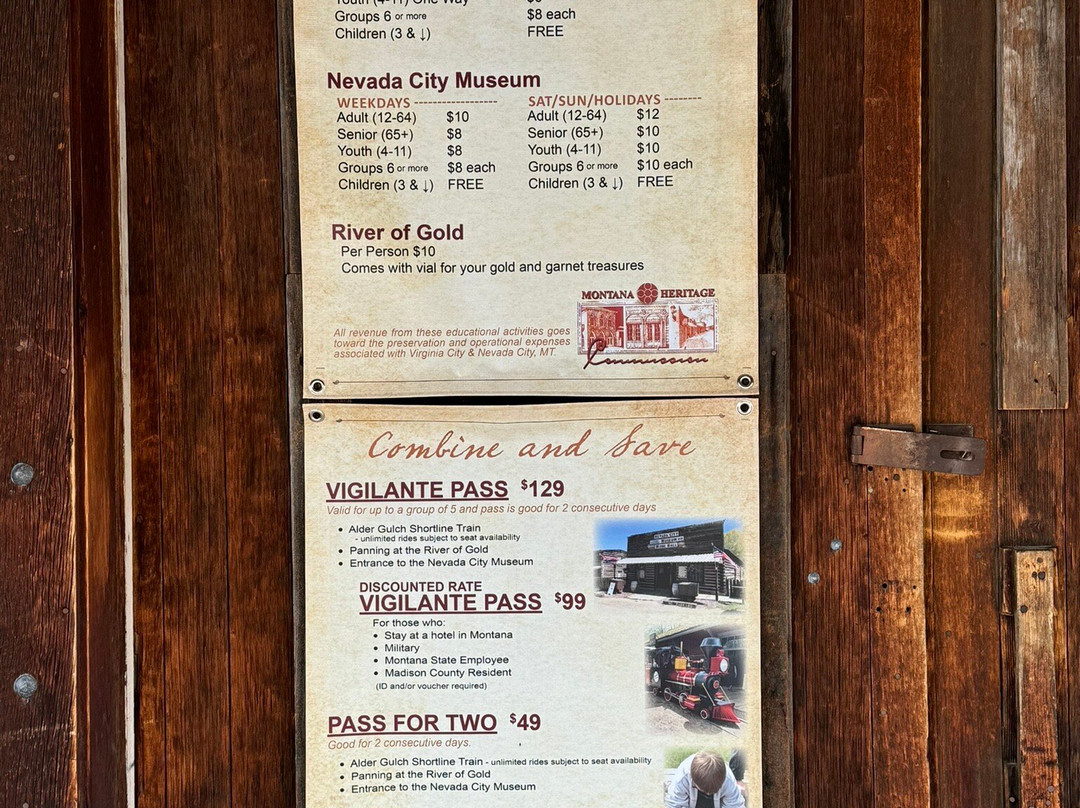 Youth (4-11) One Way
Groups 6 or more $8 each
Children (3 & ↓) FREE
Nevada City Museum
WEEKDAYS ------------------ SAT/SUN/HOLIDAYS --------
Adult (12-64) $10 Adult (12-64) $12
Senior (65+) $8 Senior (65+) $10
Youth (4-11) $8 Youth (4-11) $10
Groups 6 or more $8 each Groups 6 or more $10 each
Children (3 & ↓) FREE Children (3 & ↓) FREE
River of Gold
Per Person $10
Comes with vial for your gold and garnet treasures
MONTANA HERITAGE
Commission
All revenue from these educational activities goes
toward the preservation and operational expenses
associated with Virginia City & Nevada City, MT.
Combine and Save
VIGILANTE PASS $129
Valid for up to a group of 5 and pass is good for 2 consecutive days
• Alder Gulch Shortline Train
- unlimited rides subject to seat availability
• Panning at the River of Gold
• Entrance to the Nevada City Museum
DISCOUNTED RATE
VIGILANTE PASS $99
For those who:
• Stay at a hotel in Montana
• Military
• Montana State Employee
• Madison County Resident
(ID and/or voucher required)
PASS FOR TWO $49
Good for 2 consecutive days.
• Alder Gulch Shortline Train - unlimited rides subject to seat availability
• Panning at the River of Gold
• Entrance to the Nevada City Museum